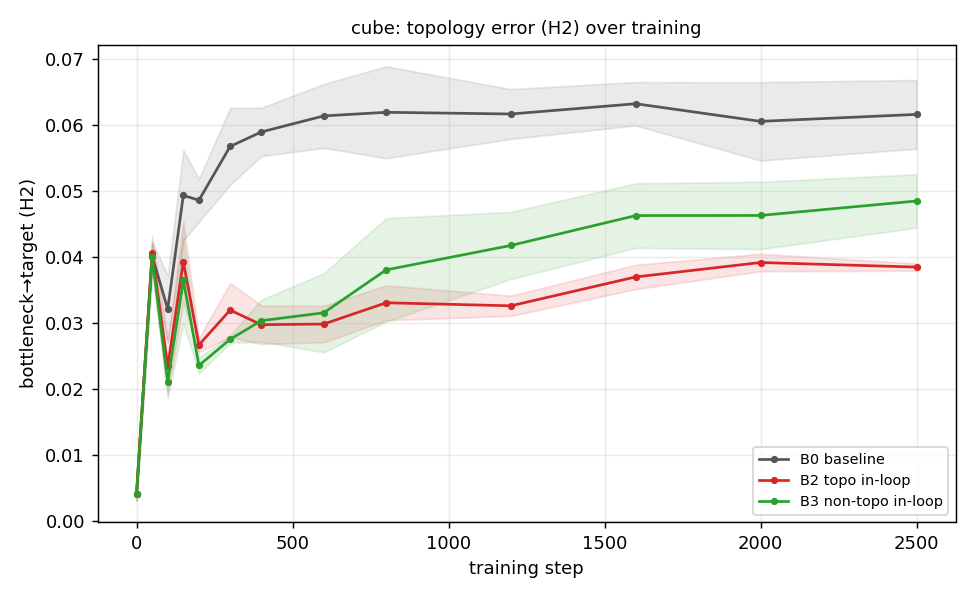 cube: topology error (H2) over training
bottleneck→target (H2)
0.07
0.06
0.05
0.04
0.03
0.02
0.01
0.00
0 500 1000 1500 2000 2500
training step
B0 baseline
B2 topo in-loop
B3 non-topo in-loop